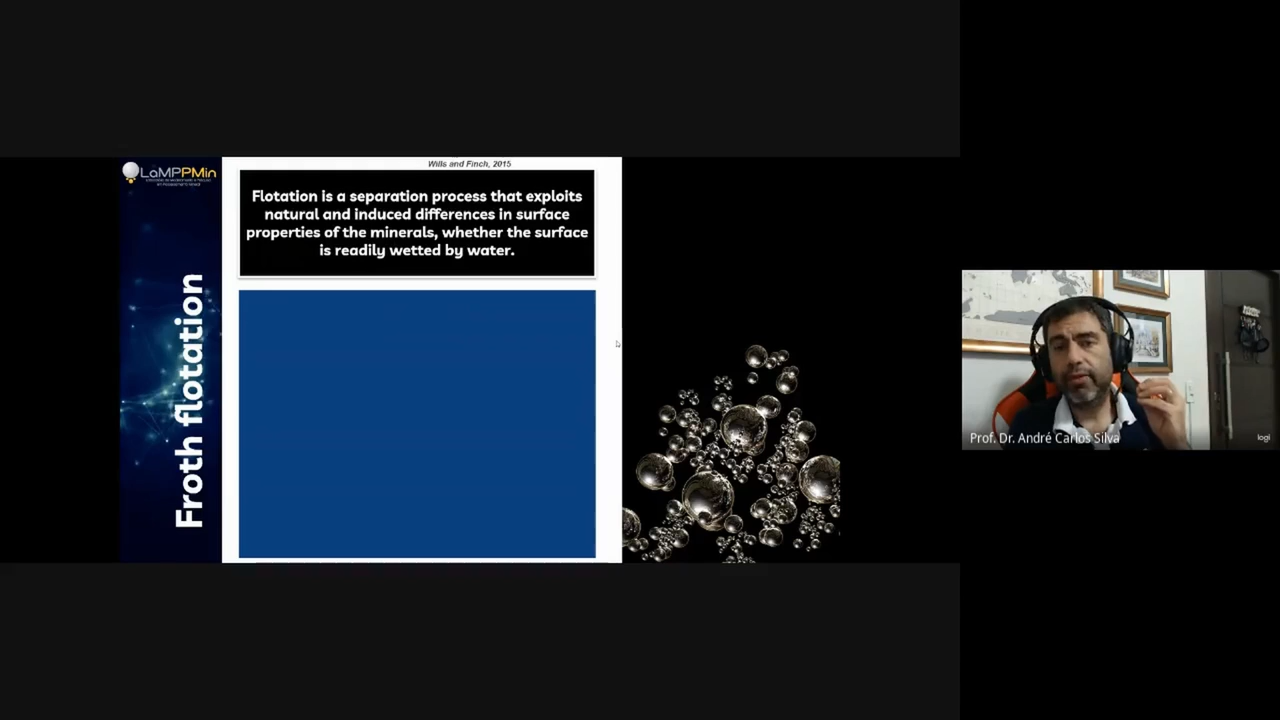 LaMPPMin
Froth flotation
Wills and Finch, 2015
Flotation is a separation process that exploits
natural and induced differences in surface
properties of the minerals, whether the surface
is readily wetted by water.
Prof. Dr. André Carlos Silva
logi